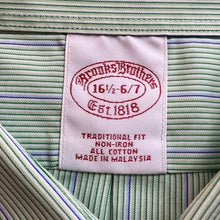 Brooks Brothers
16½-6/7
Est. 1818
TRADITIONAL FIT
NON-IRON
ALL COTTON
MADE IN MALAYSIA